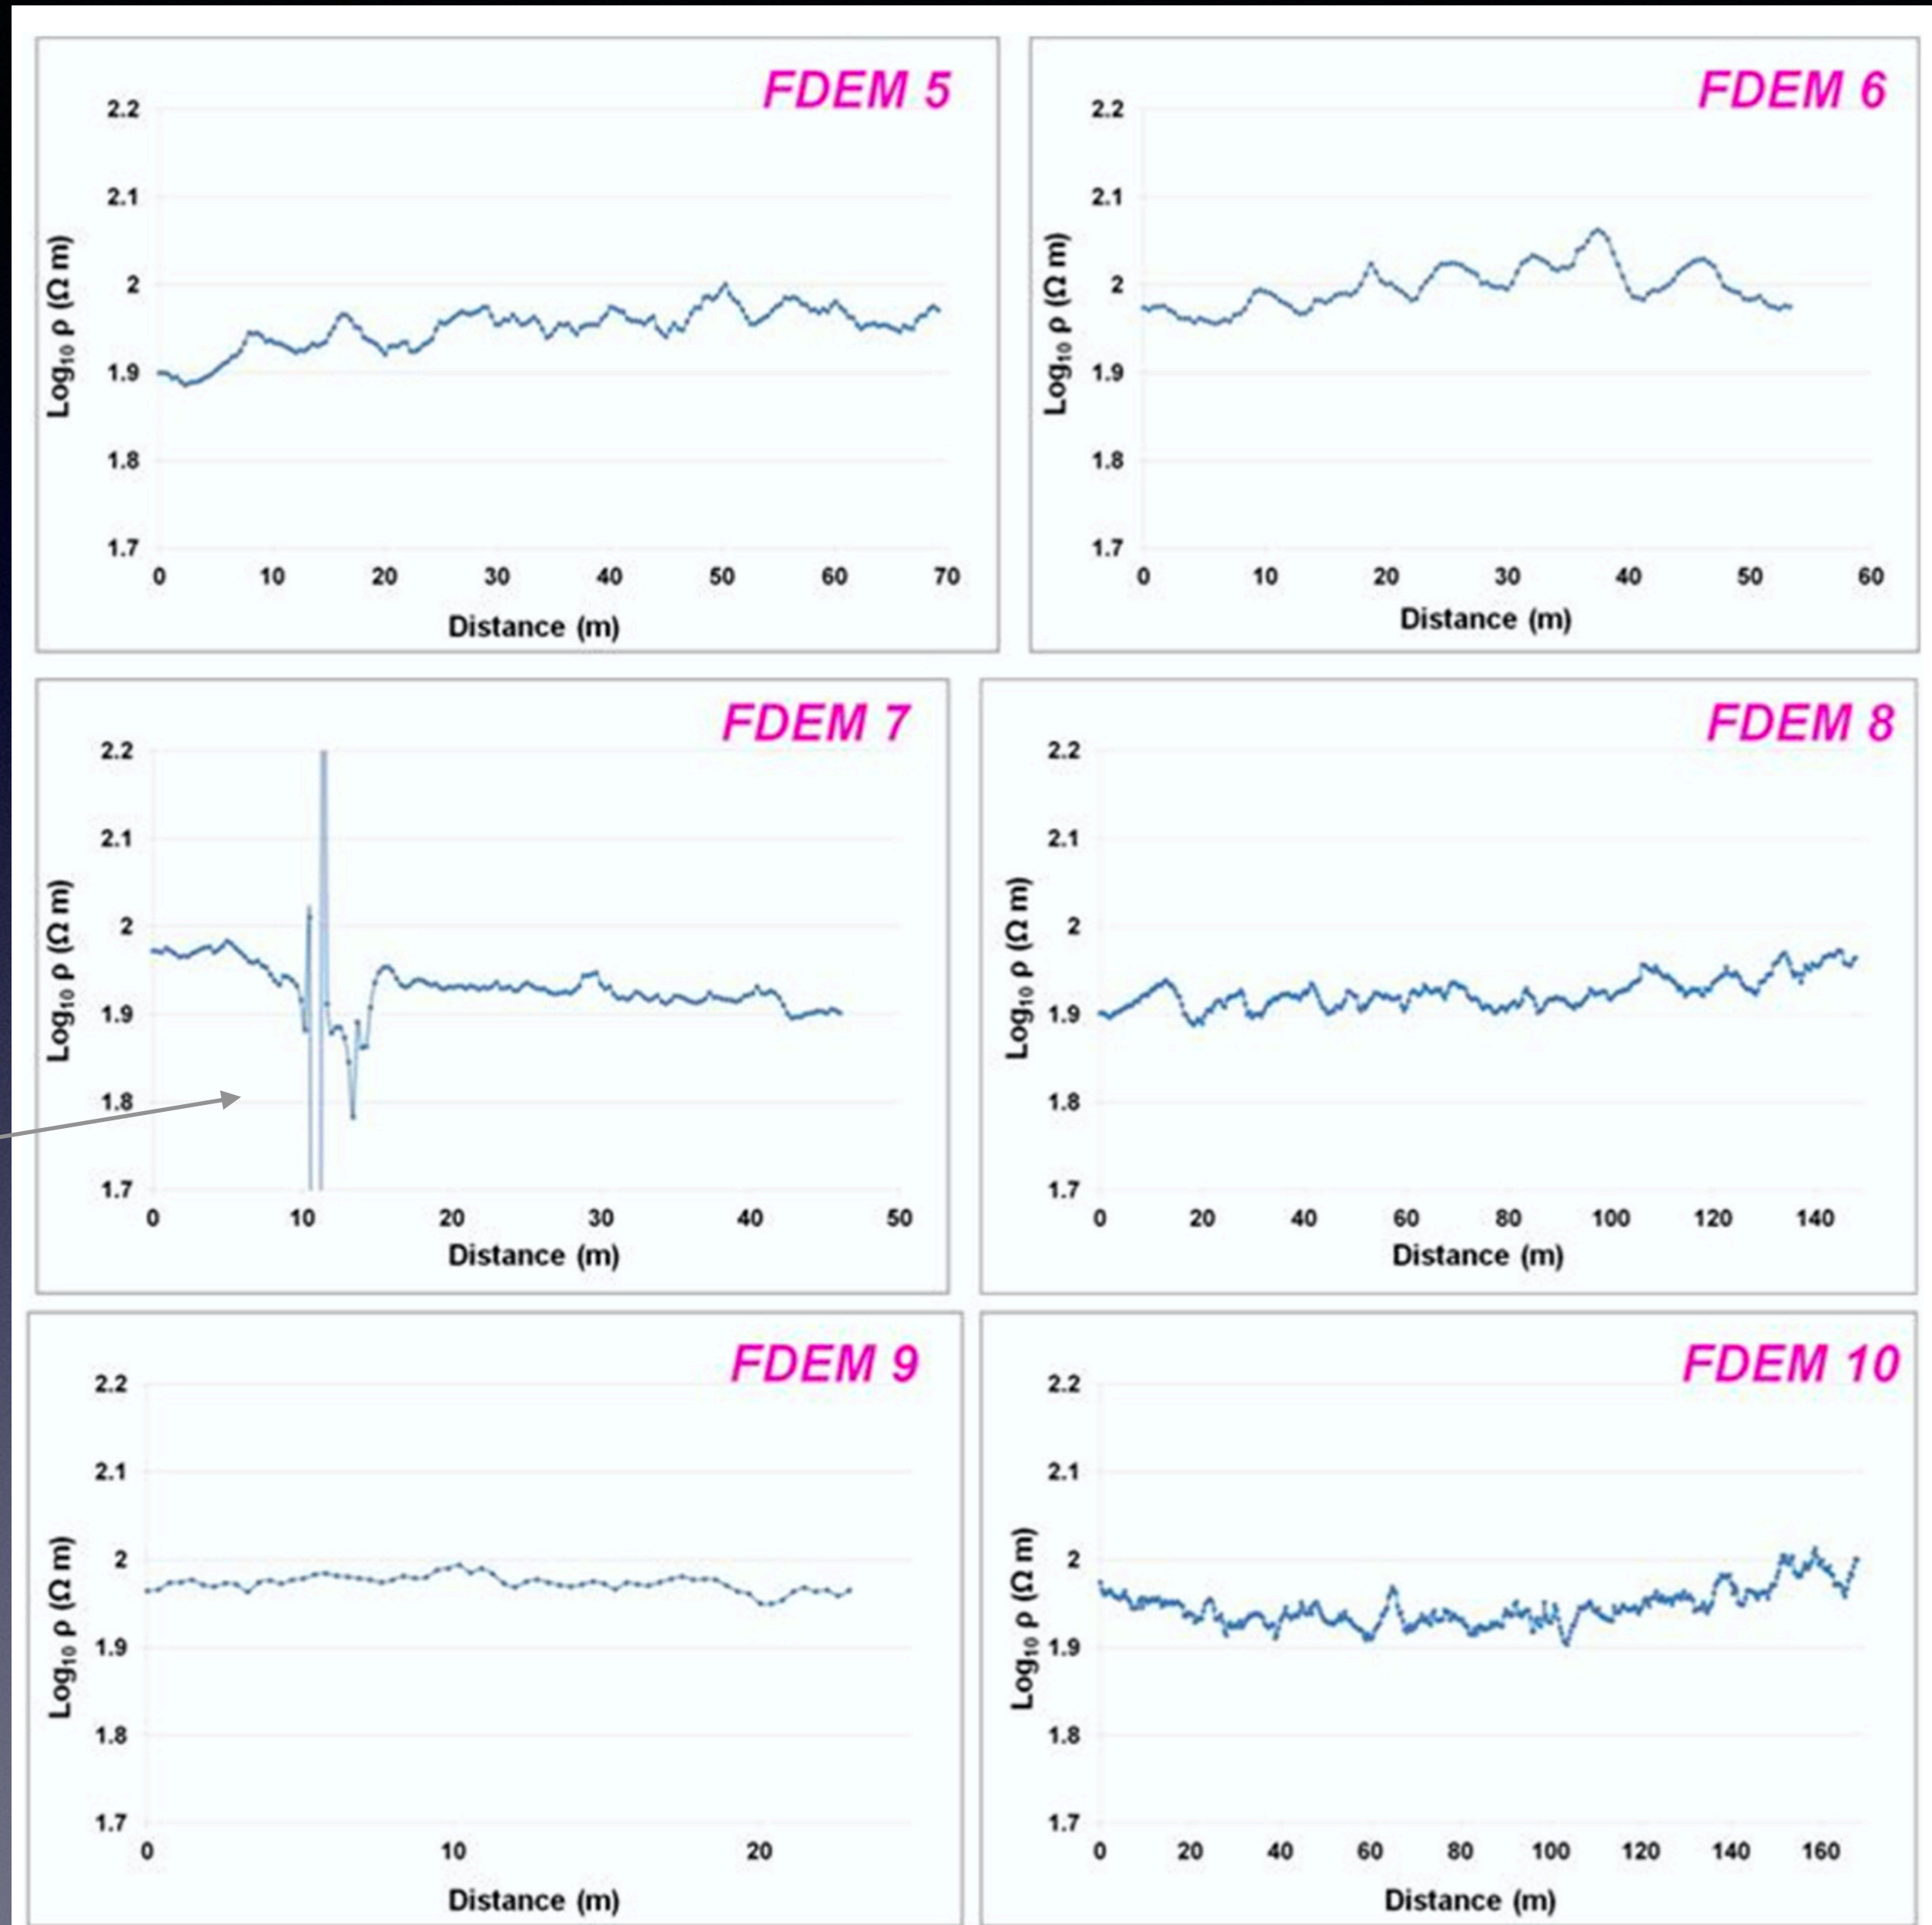 FDEM 5
2.2
2.1
2
1.9
1.8
1.7
Log₁₀ ρ (Ω m)
0 10 20 30 40 50 60 70
Distance (m)
FDEM 6
2.2
2.1
2
1.9
1.8
1.7
Log₁₀ ρ (Ω m)
0 10 20 30 40 50 60
Distance (m)
FDEM 7
2.2
2.1
2
1.9
1.8
1.7
Log₁₀ ρ (Ω m)
0 10 20 30 40 50
Distance (m)
FDEM 8
2.2
2.1
2
1.9
1.8
1.7
Log₁₀ ρ (Ω m)
0 20 40 60 80 100 120 140
Distance (m)
FDEM 9
2.2
2.1
2
1.9
1.8
1.7
Log₁₀ ρ (Ω m)
0 10 20
Distance (m)
FDEM 10
2.2
2.1
2
1.9
1.8
1.7
Log₁₀ ρ (Ω m)
0 20 40 60 80 100 120 140 160
Distance (m)